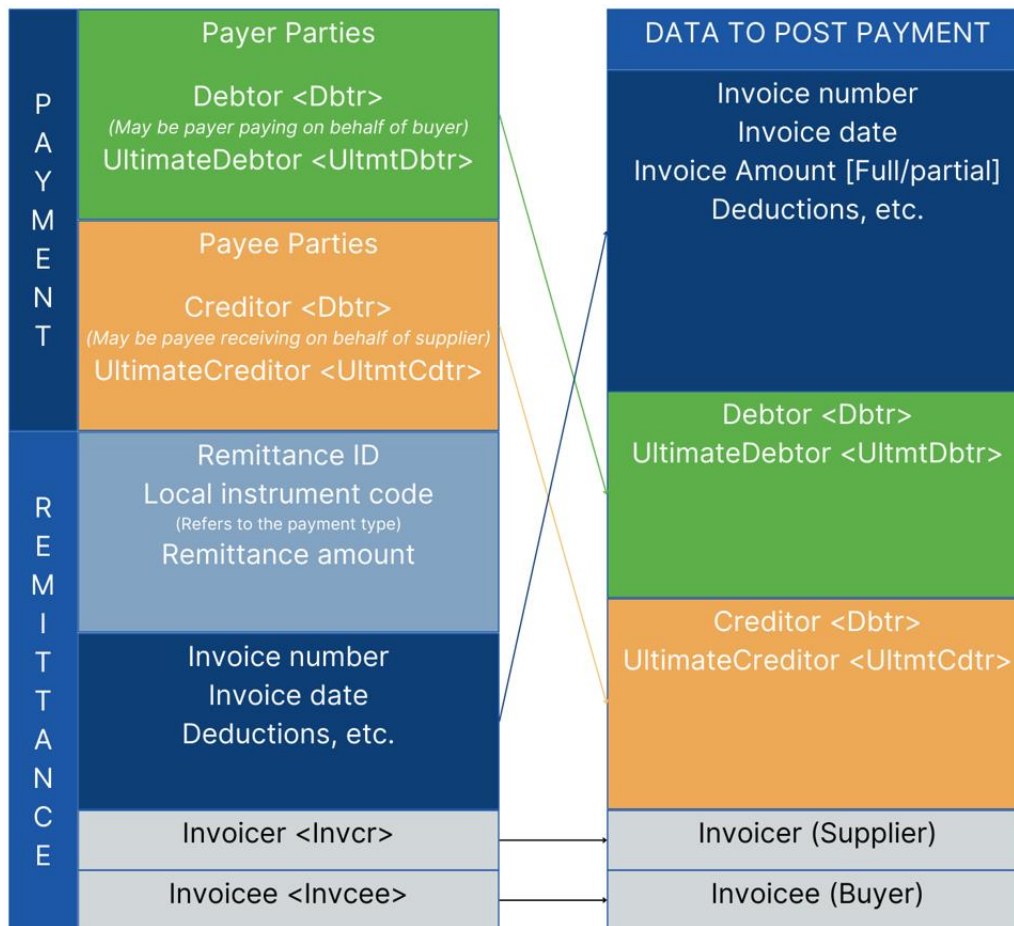 PAYMENT
Payer Parties
Debtor <Dbtr>
(May be payer paying on behalf of buyer)
UltimateDebtor <UltmtDbtr>
Payee Parties
Creditor <Dbtr>
(May be payee receiving on behalf of supplier)
UltimateCreditor <UltmtCdtr>
REMITTANCE
Remittance ID
Local instrument code
(Refers to the payment type)
Remittance amount
Invoice number
Invoice date
Deductions, etc.
Invoicer <Invcr>
Invoicee <Invcee>
DATA TO POST PAYMENT
Invoice number
Invoice date
Invoice Amount [Full/partial]
Deductions, etc.
Debtor <Dbtr>
UltimateDebtor <UltmtDbtr>
Creditor <Dbtr>
UltimateCreditor <UltmtCdtr>
Invoicer (Supplier)
Invoicee (Buyer)